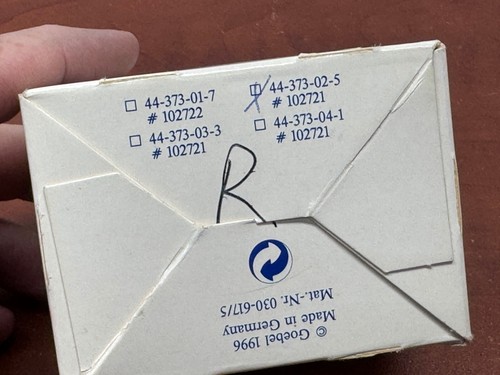 ☐ 44-373-01-7
# 102722
☐ 44-373-03-3
# 102721
☒ 44-373-02-5
# 102721
☐ 44-373-04-1
# 102721
R
© Goebel 1996
Made in Germany
Mat.-Nr. 030-617/5